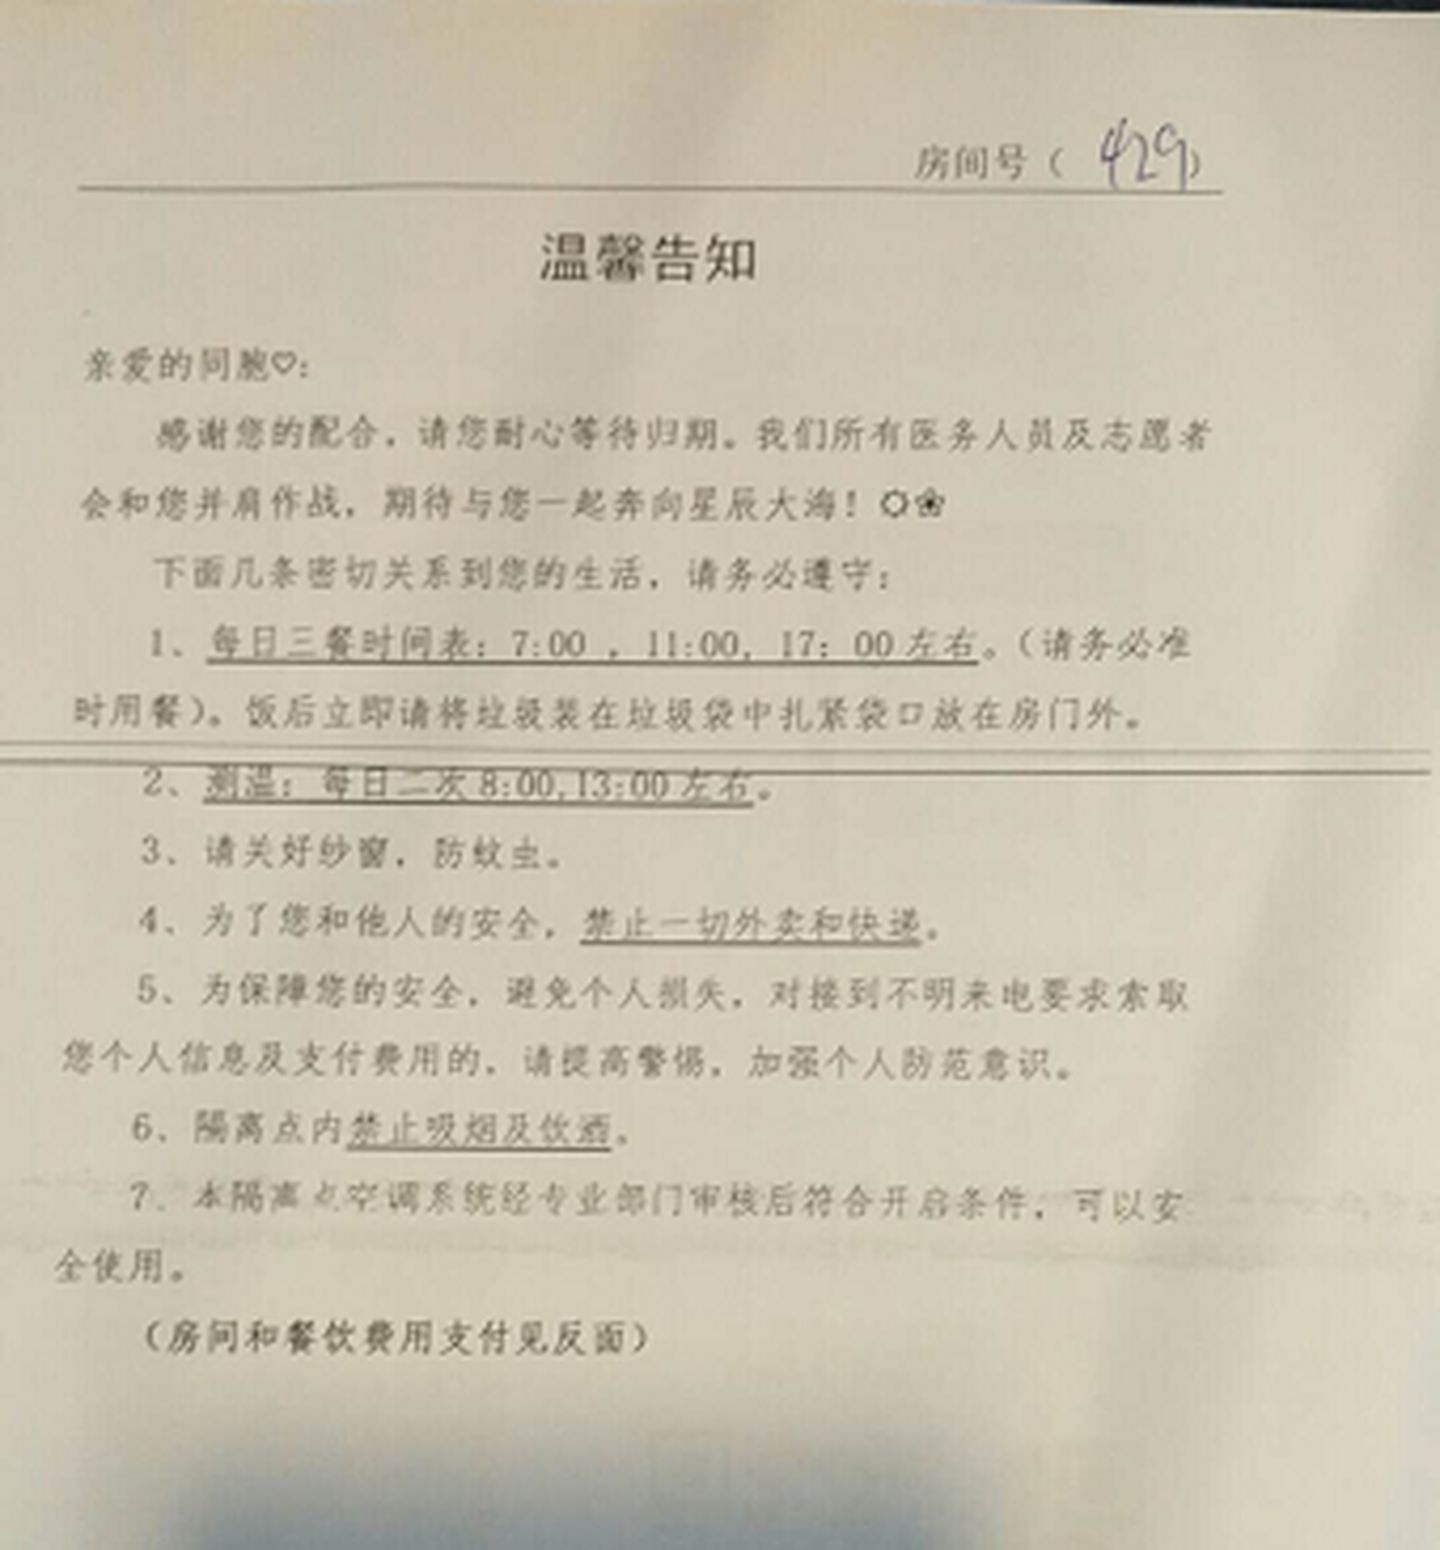 房间号（ 429）
温馨告知
亲爱的同胞♡：
感谢您的配合，请您耐心等待归期。我们所有医务人员及志愿者
会和您并肩作战，期待与您一起奔向星辰大海！☼❀
下面几条密切关系到您的生活，请务必遵守：
1、每日三餐时间表：7:00 ，11:00，17：00左右。（请务必准
时用餐）。饭后立即请将垃圾装在垃圾袋中扎紧袋口放在房门外。
2、测温：每日二次8:00,13:00左右。
3、请关好纱窗，防蚊虫。
4、为了您和他人的安全，禁止一切外卖和快递。
5、为保障您的安全，避免个人损失，对接到不明来电要求索取
您个人信息及支付费用的，请提高警惕，加强个人防范意识。
6、隔离点内禁止吸烟及饮酒。
7、本隔离点空调系统经专业部门审核后符合开启条件，可以安
全使用。
（房间和餐饮费用支付见反面）